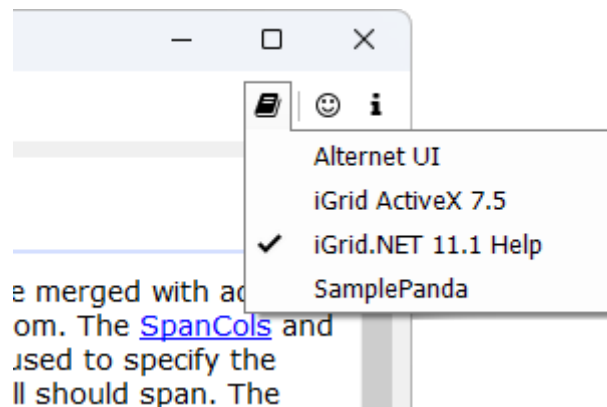 Alternet UI
iGrid ActiveX 7.5
iGrid.NET 11.1 Help
SamplePanda
e merged with
om. The SpanCols and
used to specify the
ll should span. The